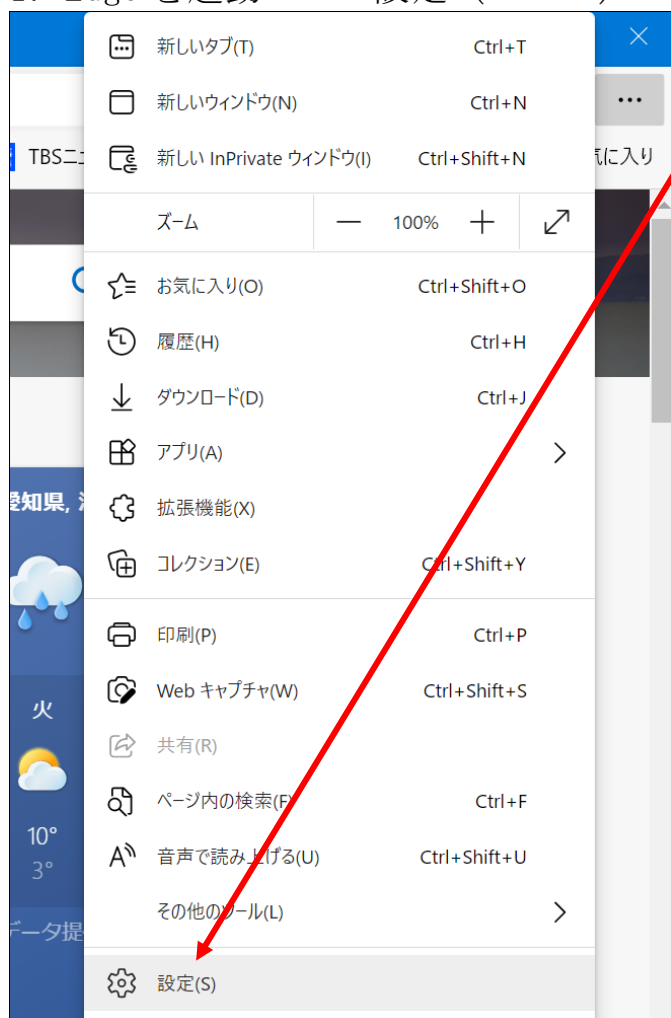 新しいタブ(T) Ctrl+T
新しいウィンドウ(N) Ctrl+N
TBSニュ
新しい InPrivate ウィンドウ(I) Ctrl+Shift+N
気に入り
ズーム 100%
お気に入り(O) Ctrl+Shift+O
履歴(H) Ctrl+H
ダウンロード(D) Ctrl+J
アプリ(A)
愛知県,
拡張機能(X)
コレクション(E) Ctrl+Shift+Y
印刷(P) Ctrl+P
Web キャプチャ(W) Ctrl+Shift+S
火
共有(R)
ページ内の検索(F) Ctrl+F
10°
音声で読み上げる(U) Ctrl+Shift+U
3°
その他のツール(L)
データ提
設定(S)